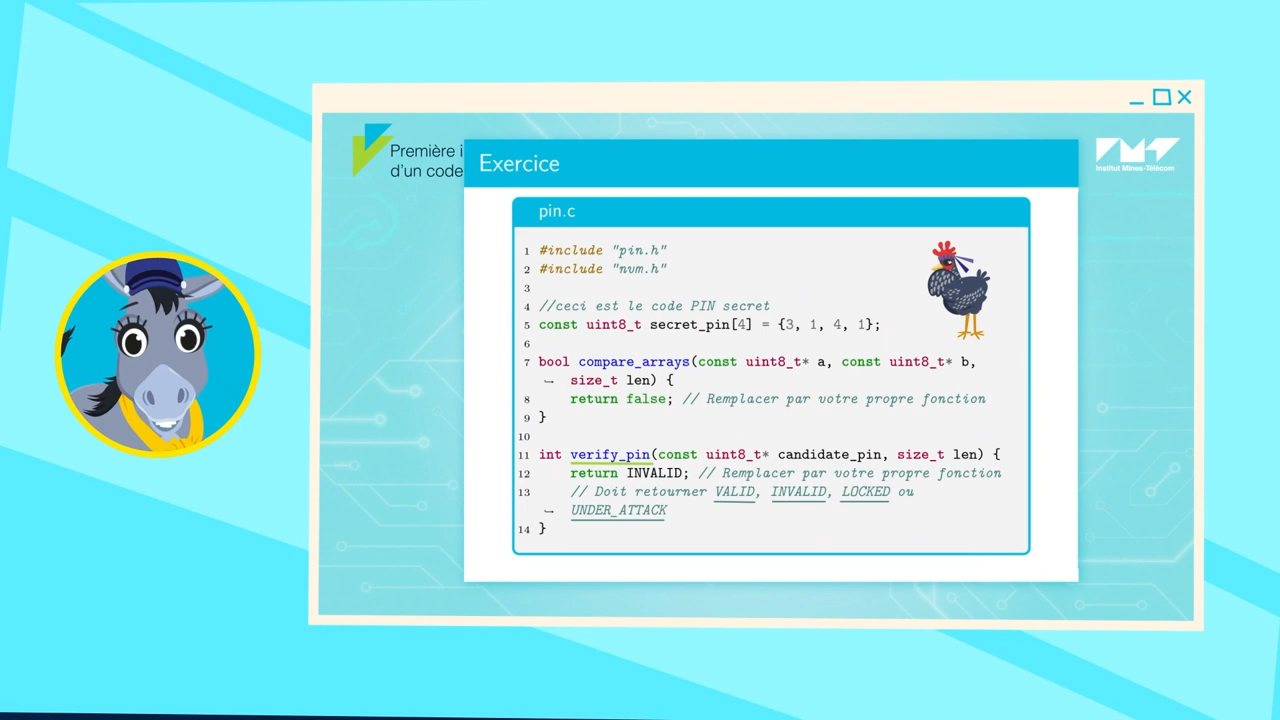 Première i
d'un code
Exercice
Institut Mines-Télécom
pin.c
1 #include "pin.h"
2 #include "nvm.h"
3
4 //ceci est le code PIN secret
5 const uint8_t secret_pin[4] = {3, 1, 4, 1};
6
7 bool compare_arrays(const uint8_t* a, const uint8_t* b,
↪ size_t len) {
8 return false; // Remplacer par votre propre fonction
9 }
10
11 int verify_pin(const uint8_t* candidate_pin, size_t len) {
12 return INVALID; // Remplacer par votre propre fonction
13 // Doit retourner VALID, INVALID, LOCKED ou
↪ UNDER_ATTACK
14 }